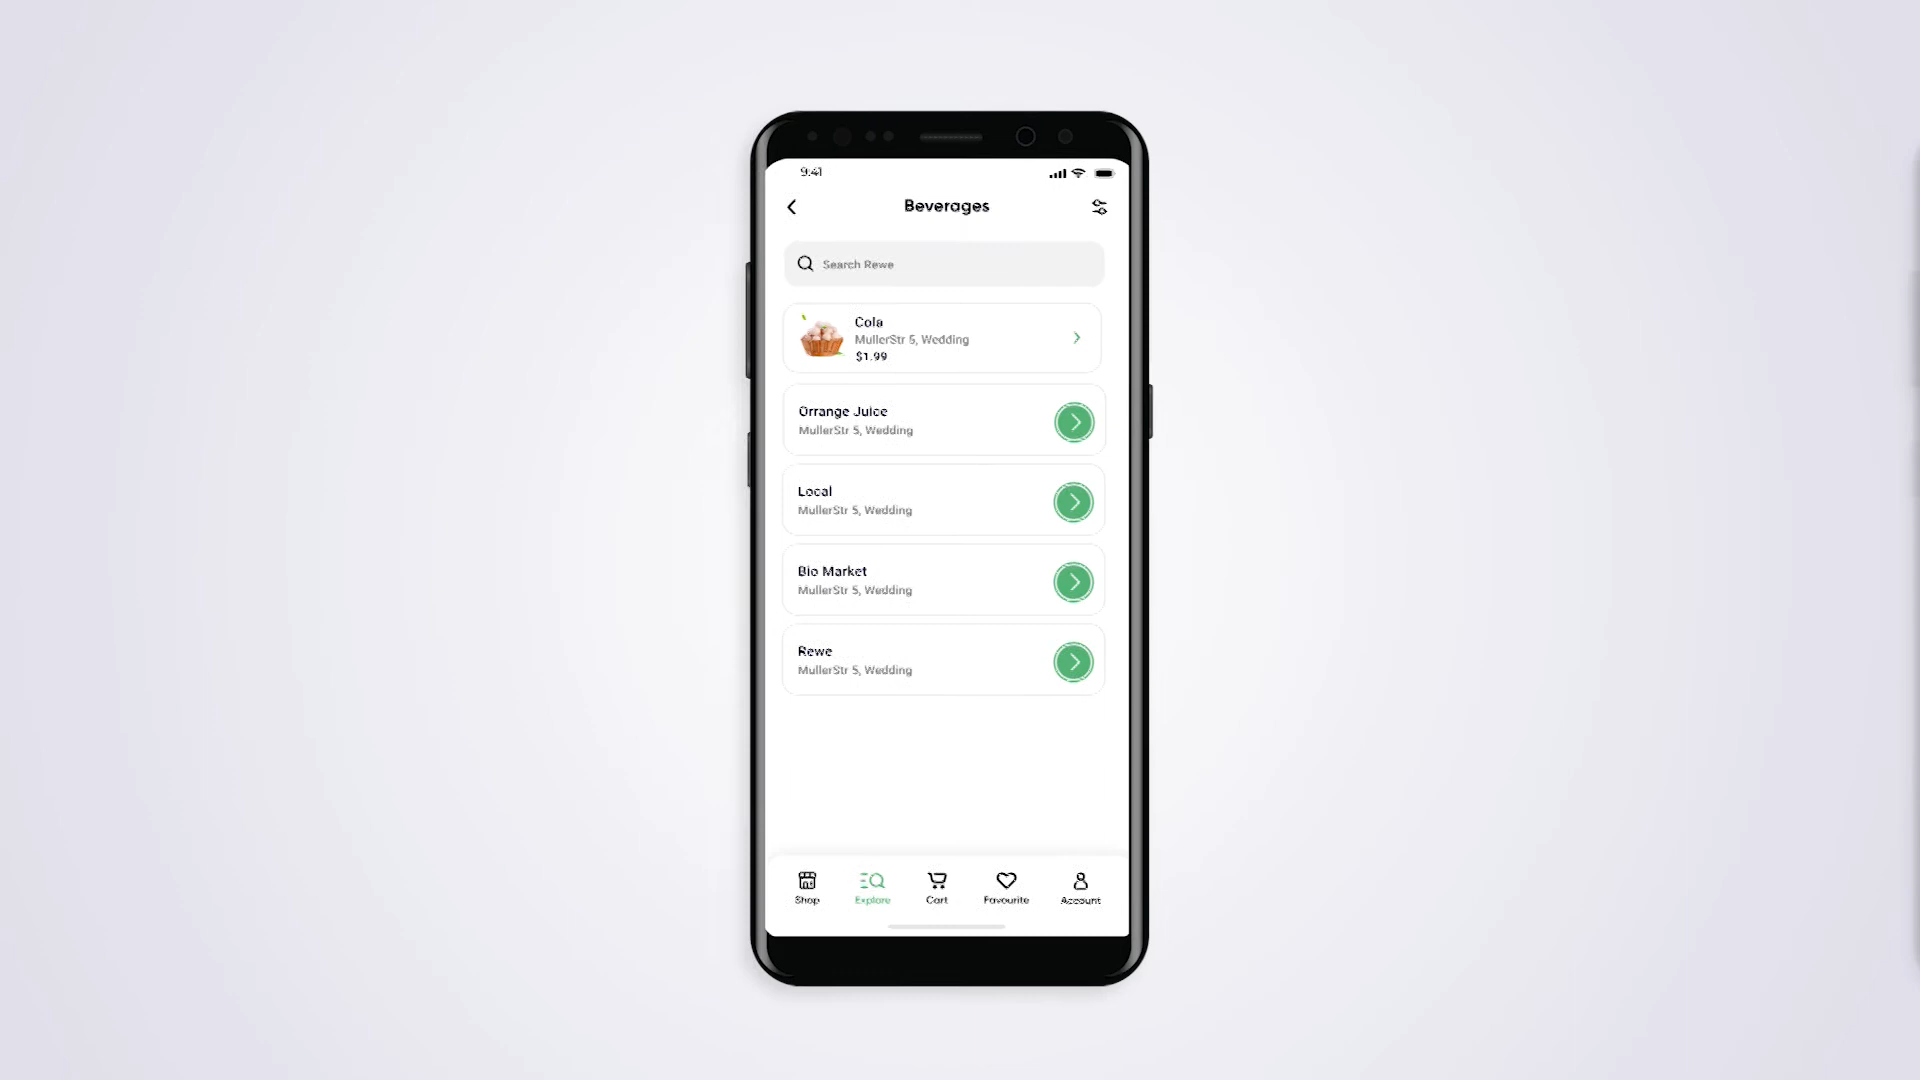 9:41
Beverages
Search Rewe
Cola
MullerStr 5, Wedding
$1.99
Orrange Juice
MullerStr 5, Wedding
Local
MullerStr 5, Wedding
Bio Market
MullerStr 5, Wedding
Rewe
MullerStr 5, Wedding
Shop
Explore
Cart
Favourite
Account